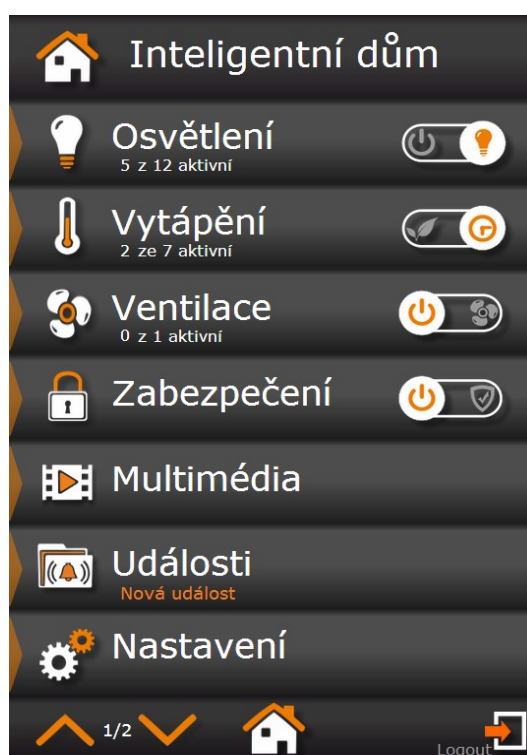 Inteligentní dům
Osvětlení
5 z 12 aktivní
Vytápění
2 ze 7 aktivní
Ventilace
0 z 1 aktivní
Zabezpečení
Multimédia
Události
Nová událost
Nastavení
1/2
Logout